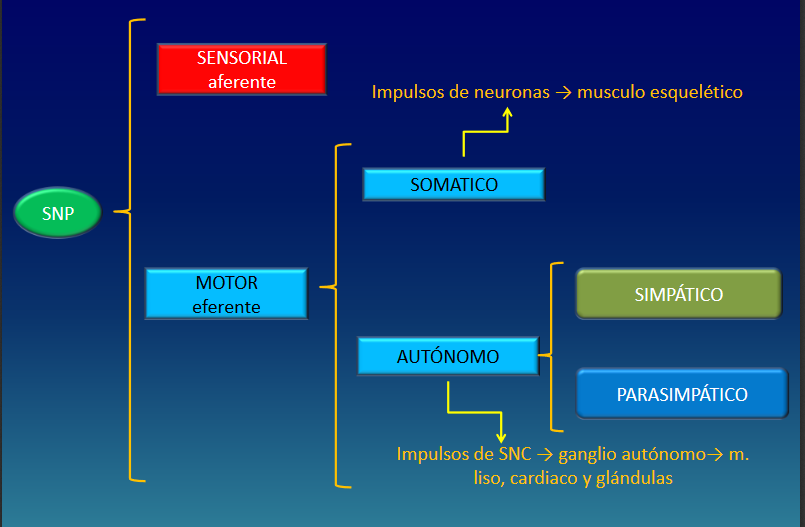 SNP
SENSORIAL
aferente
MOTOR
eferente
Impulsos de neuronas → musculo esquelético
SOMATICO
AUTÓNOMO
Impulsos de SNC → ganglio autónomo→ m.
liso, cardiaco y glándulas
SIMPÁTICO
PARASIMPÁTICO